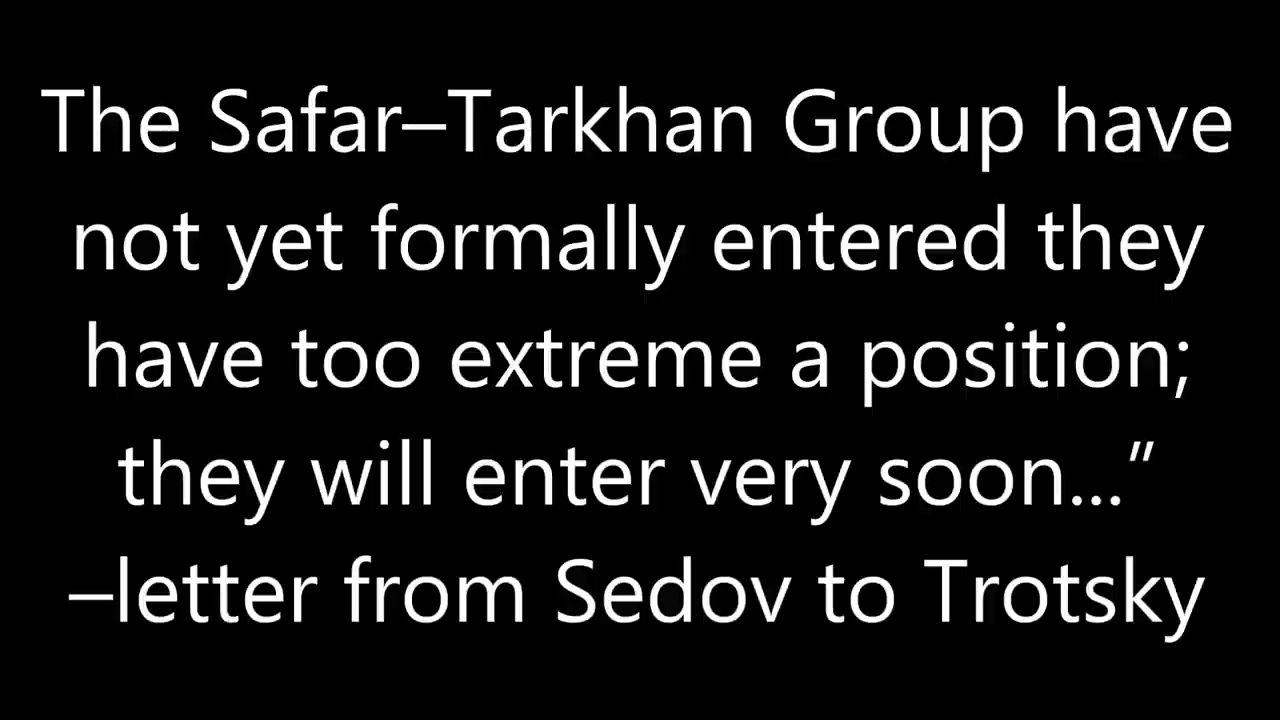 The Safar–Tarkhan Group have
not yet formally entered they
have too extreme a position;
they will enter very soon...”
–letter from Sedov to Trotsky